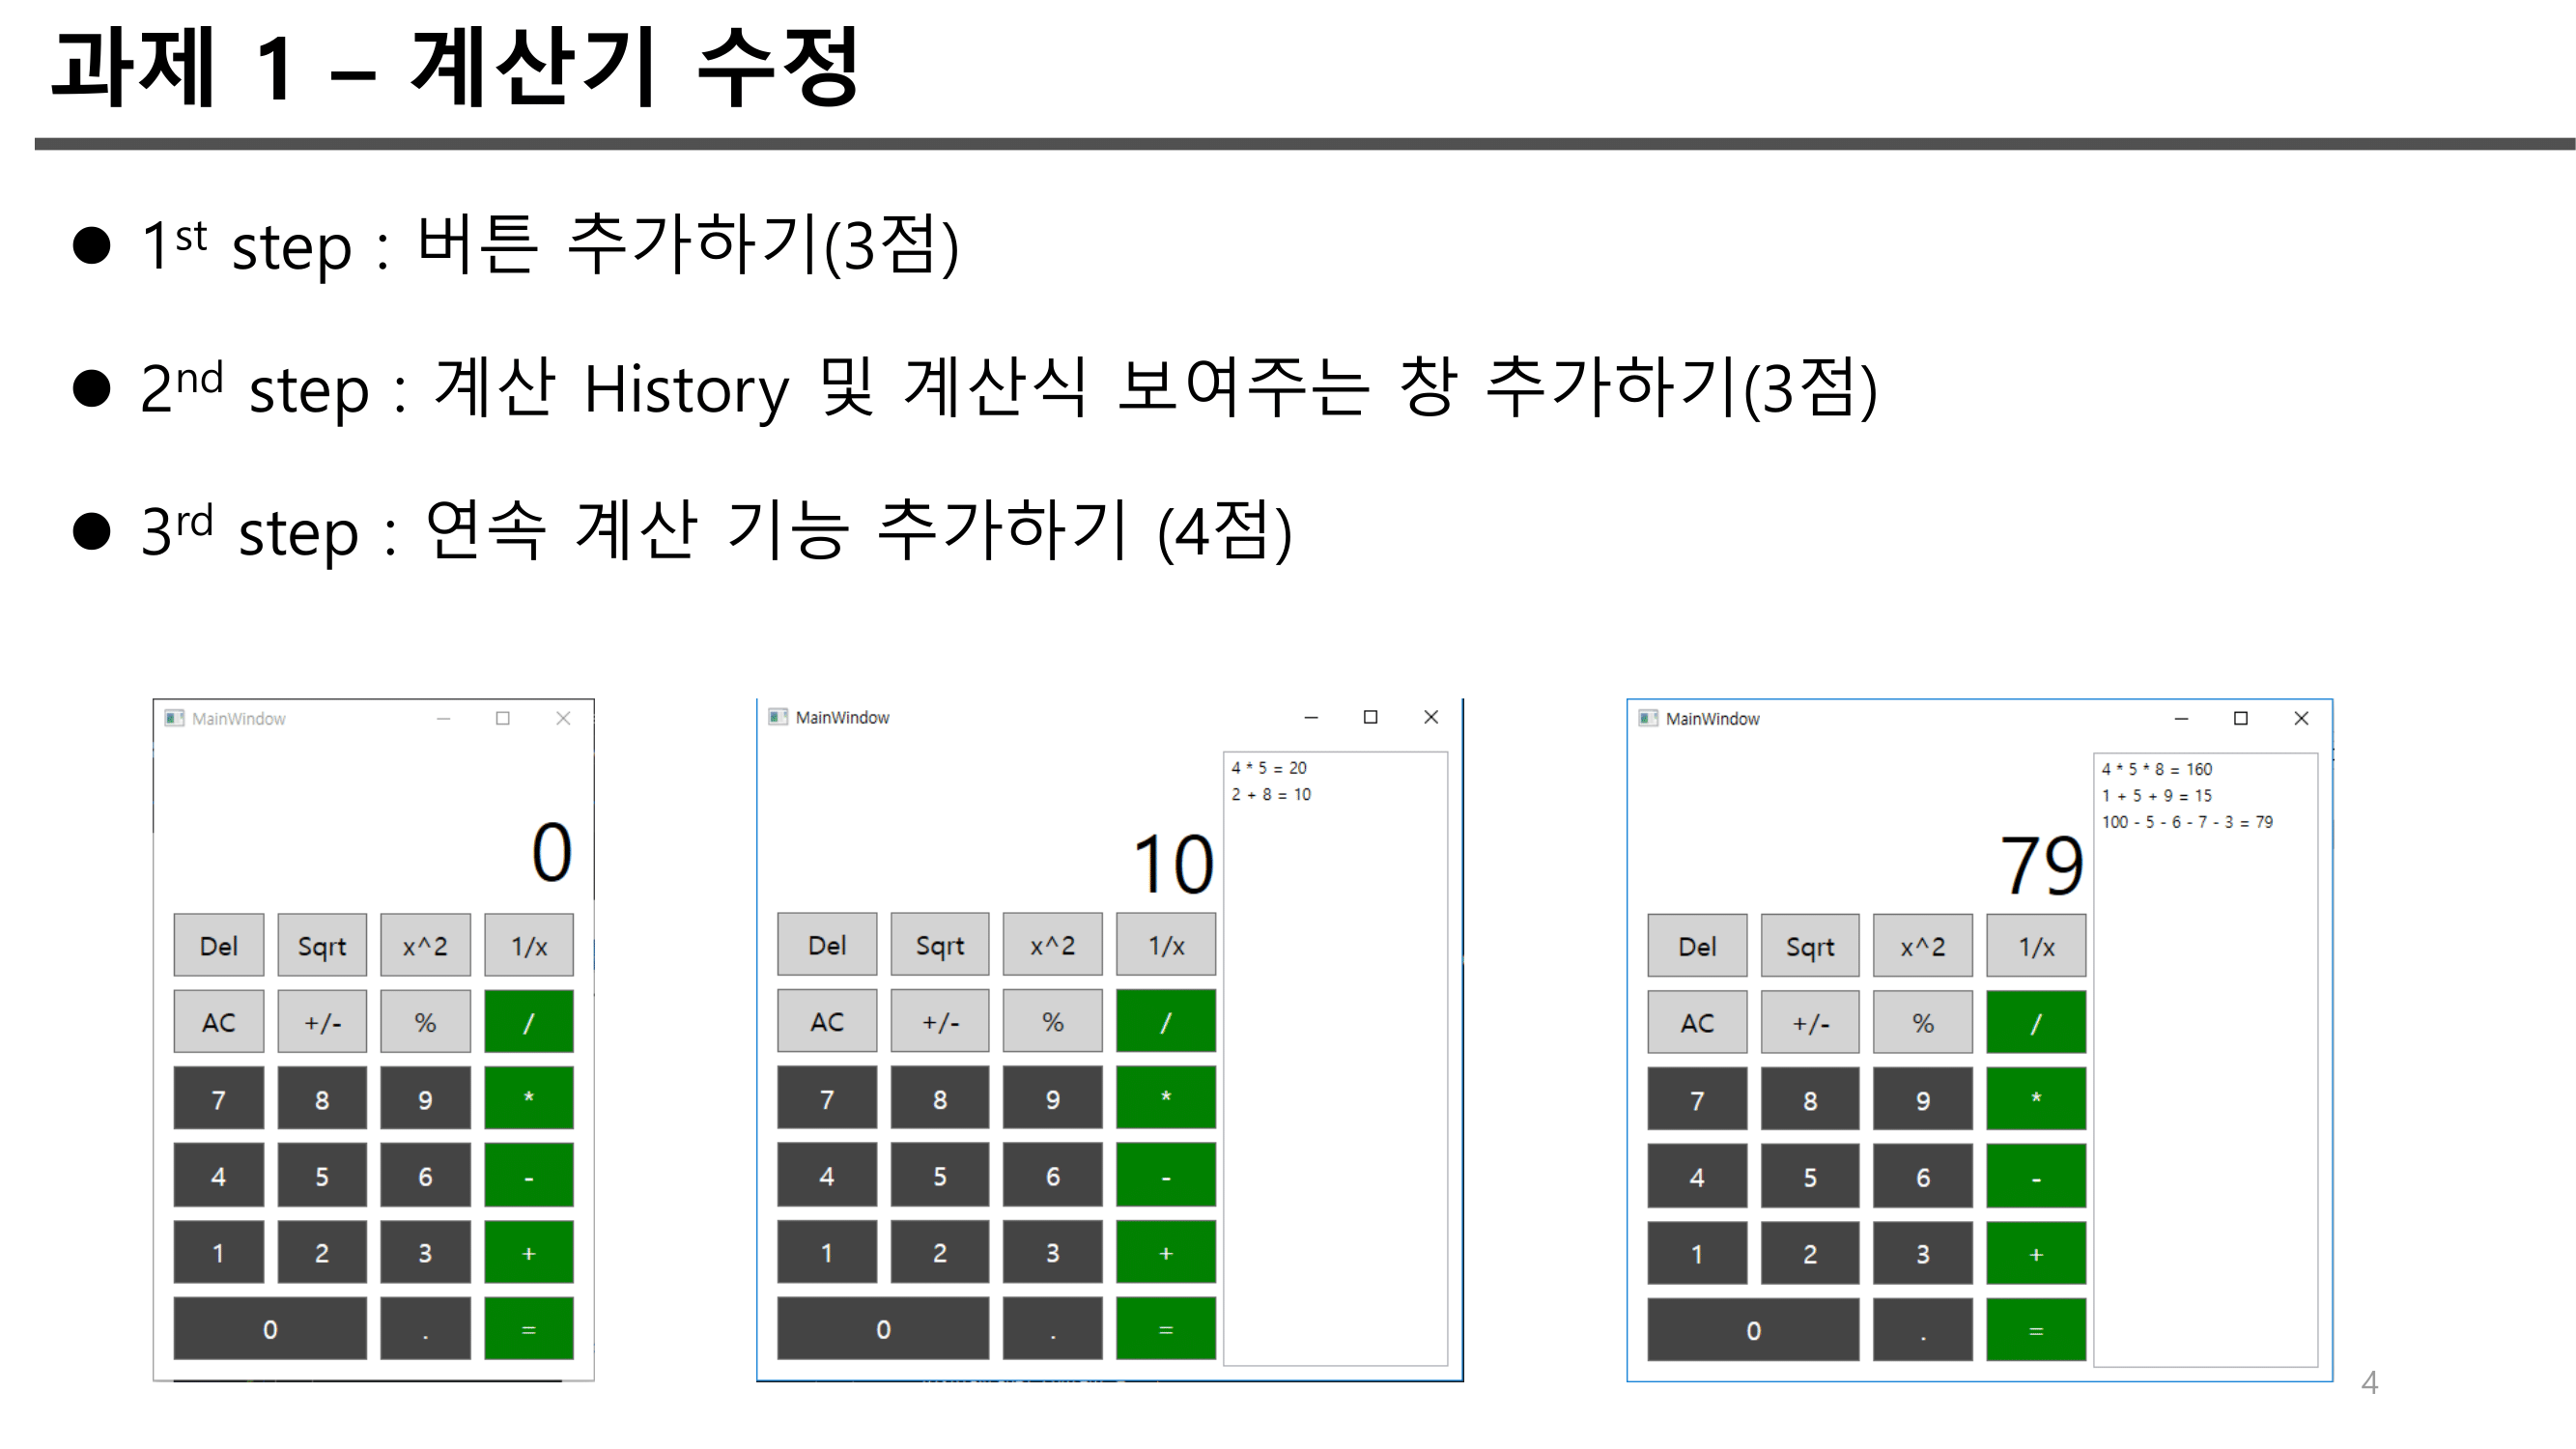 과제 1 – 계산기 수정
● 1st step : 버튼 추가하기(3점)
● 2nd step : 계산 History 및 계산식 보여주는 창 추가하기(3점)
● 3rd step : 연속 계산 기능 추가하기 (4점)
MainWindow
0
Del Sqrt x^2 1/x
AC +/- % /
7 8 9 *
4 5 6 -
1 2 3 +
0 . =
MainWindow
4 * 5 = 20
2 + 8 = 10
10
Del Sqrt x^2 1/x
AC +/- % /
7 8 9 *
4 5 6 -
1 2 3 +
0 . =
MainWindow
4 * 5 * 8 = 160
1 + 5 + 9 = 15
100 - 5 - 6 - 7 - 3 = 79
79
Del Sqrt x^2 1/x
AC +/- % /
7 8 9 *
4 5 6 -
1 2 3 +
0 . =
4